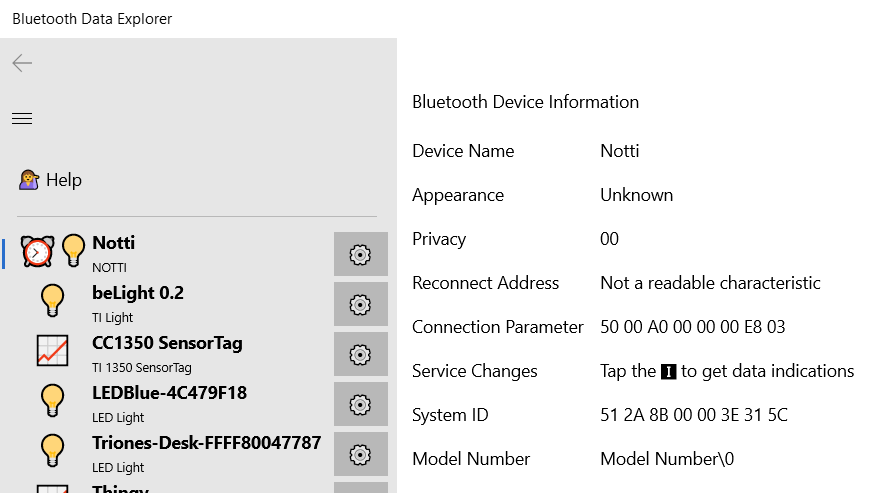 Bluetooth Data Explorer
Help
Notti
NOTTI
beLight 0.2
TI Light
CC1350 SensorTag
TI 1350 SensorTag
LEDBlue-4C479F18
LED Light
Triones-Desk-FFFF80047787
LED Light
Thingy
Bluetooth Device Information
Device Name Notti
Appearance Unknown
Privacy 00
Reconnect Address Not a readable characteristic
Connection Parameter 50 00 A0 00 00 00 E8 03
Service Changes Tap the I to get data indications
System ID 51 2A 8B 00 00 3E 31 5C
Model Number Model Number\0